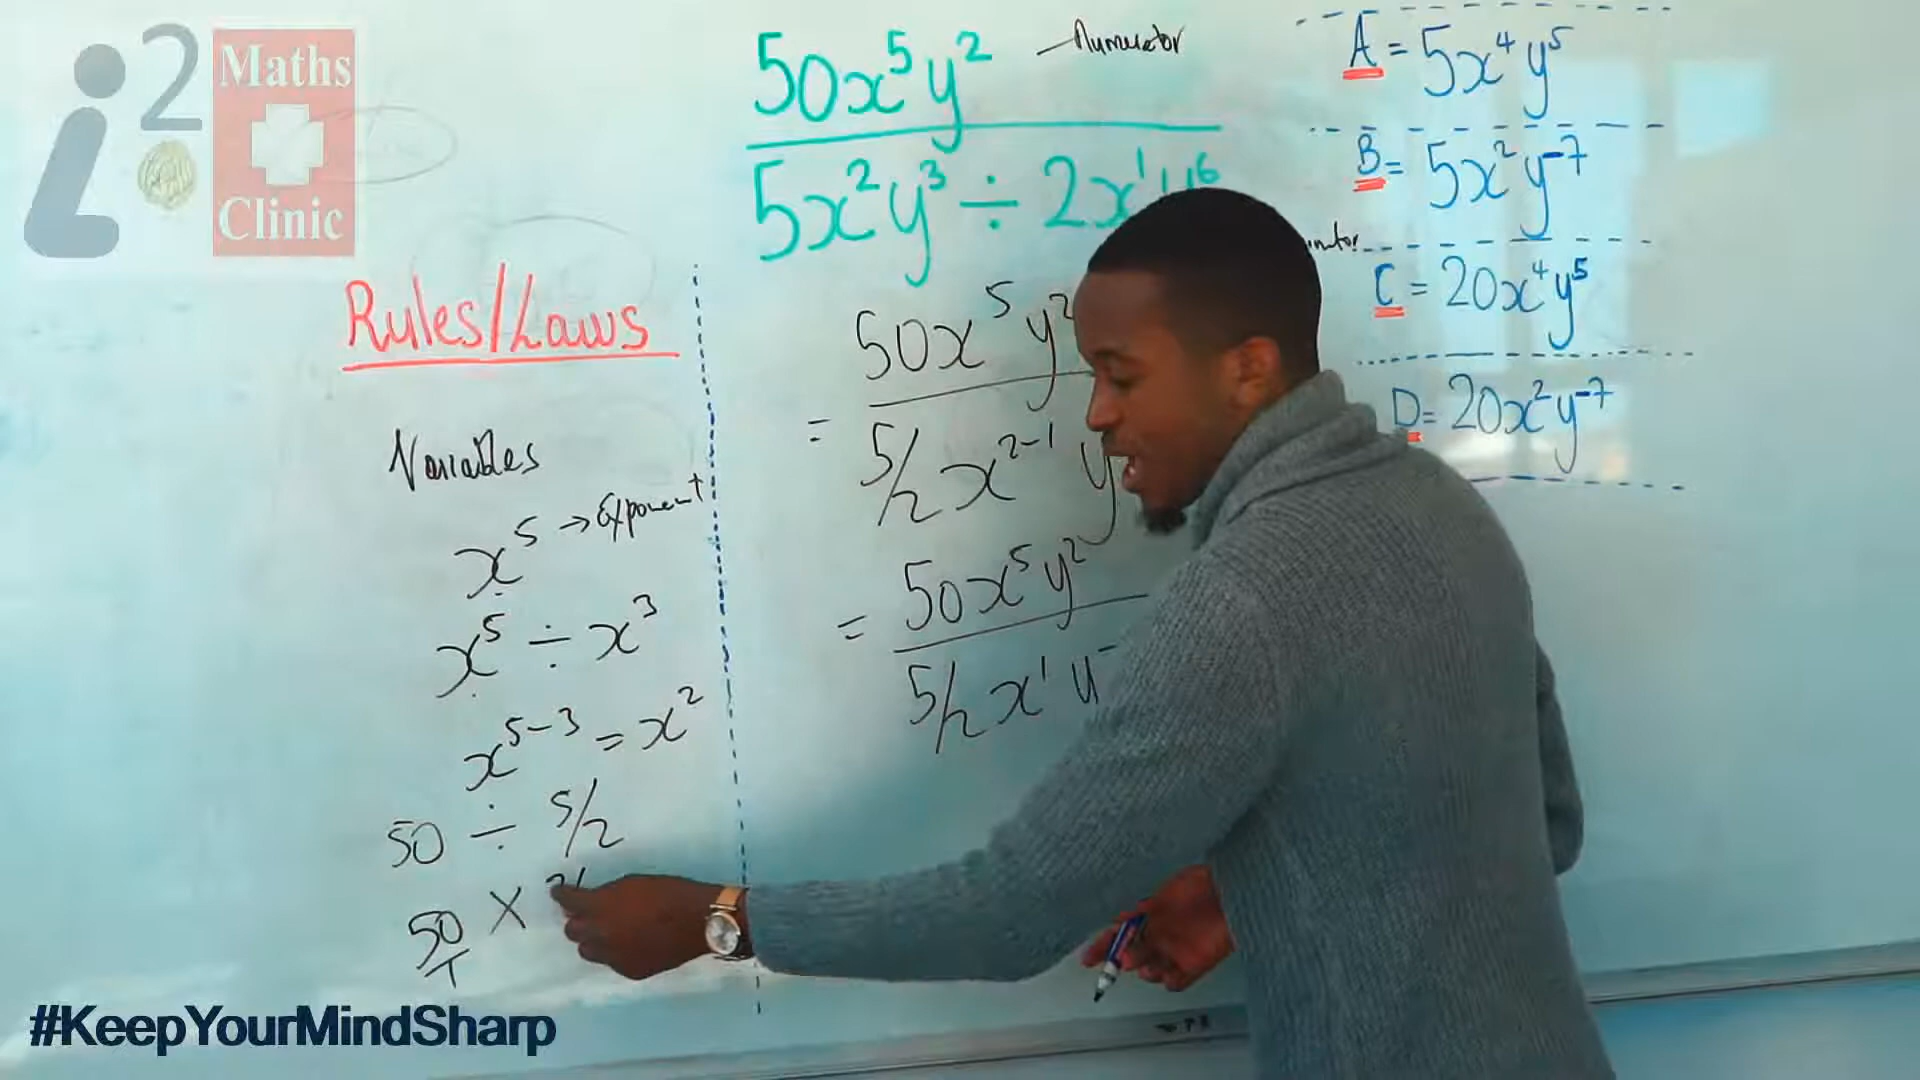 i2
Maths
Clinic
50x⁵y² — Numerator
5x²y³ ÷ 2x¹y⁶
Rules/Laws
Variables
x⁵ → Exponent
x⁵ ÷ x³
x⁵⁻³ = x²
50 ÷ 5/2
50/1 ×
= 50x⁵y²
5/2 x²⁻¹ y
= 50x⁵y²
5/2 x¹ y
A = 5x⁴y⁵
B = 5x²y⁻⁷
C = 20x⁴y⁵
D = 20x²y⁻⁷
#KeepYourMindSharp